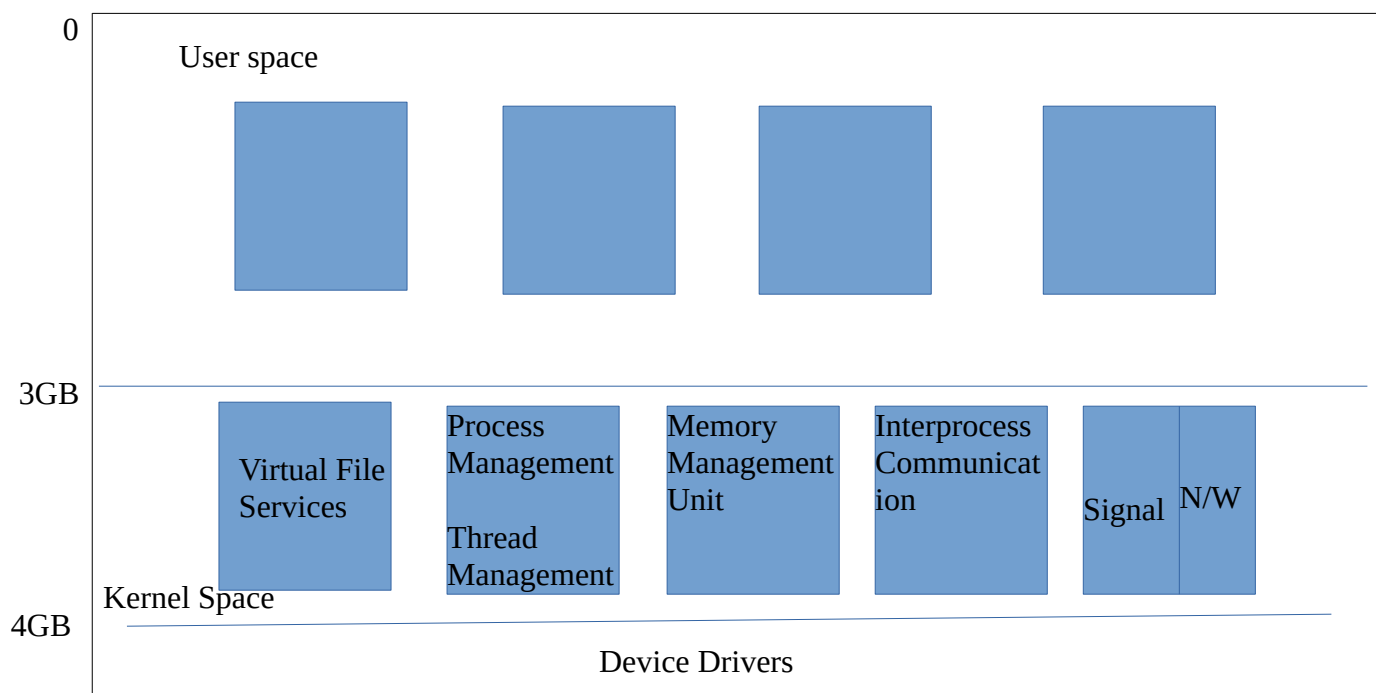 0
User space
3GB
Virtual File
Services
Process
Management
Thread
Management
Memory
Management
Unit
Interprocess
Communicat
ion
Signal
N/W
Kernel Space
4GB
Device Drivers